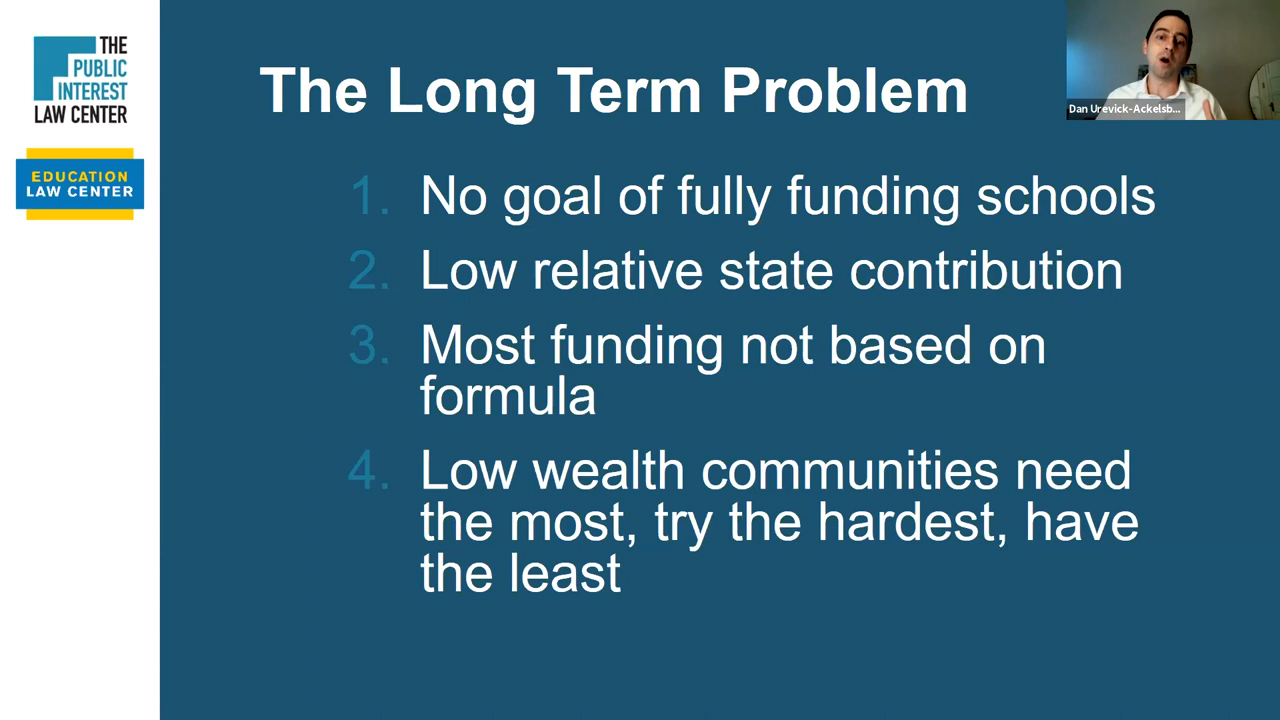 THE
PUBLIC
INTEREST
LAW CENTER
EDUCATION
LAW CENTER
The Long Term Problem
Dan Urevick-Ackelsb...
1. No goal of fully funding schools
2. Low relative state contribution
3. Most funding not based on
formula
4. Low wealth communities need
the most, try the hardest, have
the least